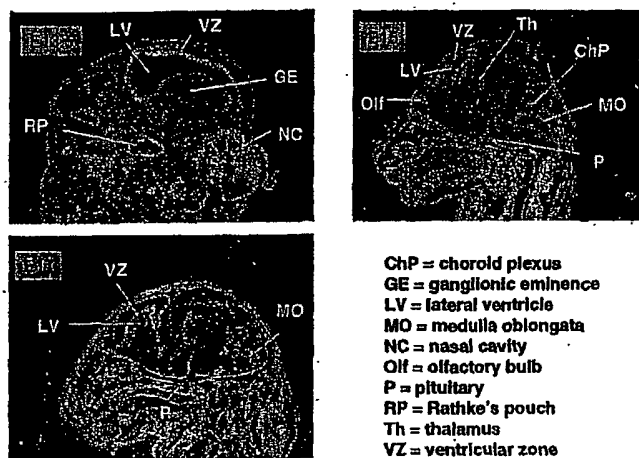 LV VZ
GE
RP
NC
VZ Th
LV ChP
Olf MO
P
VZ
LV MO
P
ChP = choroid plexus
GE = ganglionic eminence
LV = lateral ventricle
MO = medulla oblongata
NC = nasal cavity
Olf = olfactory bulb
P = pituitary
RP = Rathke's pouch
Th = thalamus
VZ = ventricular zone